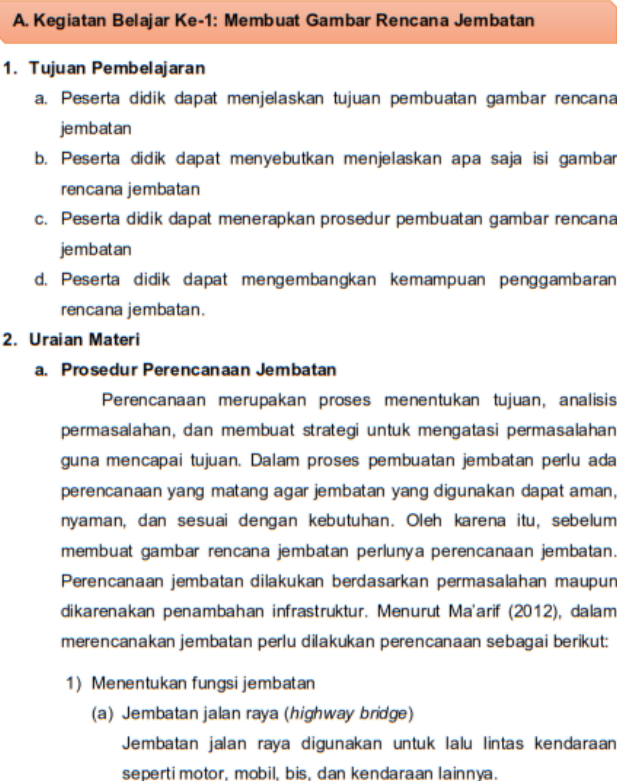 A. Kegiatan Belajar Ke-1: Membuat Gambar Rencana Jembatan
1. Tujuan Pembelajaran
a. Peserta didik dapat menjelaskan tujuan pembuatan gambar rencana
jembatan
b. Peserta didik dapat menyebutkan menjelaskan apa saja isi gambar
rencana jembatan
c. Peserta didik dapat menerapkan prosedur pembuatan gambar rencana
jembatan
d. Peserta didik dapat mengembangkan kemampuan penggambaran
rencana jembatan.
2. Uraian Materi
a. Prosedur Perencanaan Jembatan
Perencanaan merupakan proses menentukan tujuan, analisis
permasalahan, dan membuat strategi untuk mengatasi permasalahan
guna mencapai tujuan. Dalam proses pembuatan jembatan perlu ada
perencanaan yang matang agar jembatan yang digunakan dapat aman,
nyaman, dan sesuai dengan kebutuhan. Oleh karena itu, sebelum
membuat gambar rencana jembatan perlunya perencanaan jembatan.
Perencanaan jembatan dilakukan berdasarkan permasalahan maupun
dikarenakan penambahan infrastruktur. Menurut Ma'arif (2012), dalam
merencanakan jembatan perlu dilakukan perencanaan sebagai berikut:
1) Menentukan fungsi jembatan
(a) Jembatan jalan raya (highway bridge)
Jembatan jalan raya digunakan untuk lalu lintas kendaraan
seperti motor, mobil, bis, dan kendaraan lainnya.